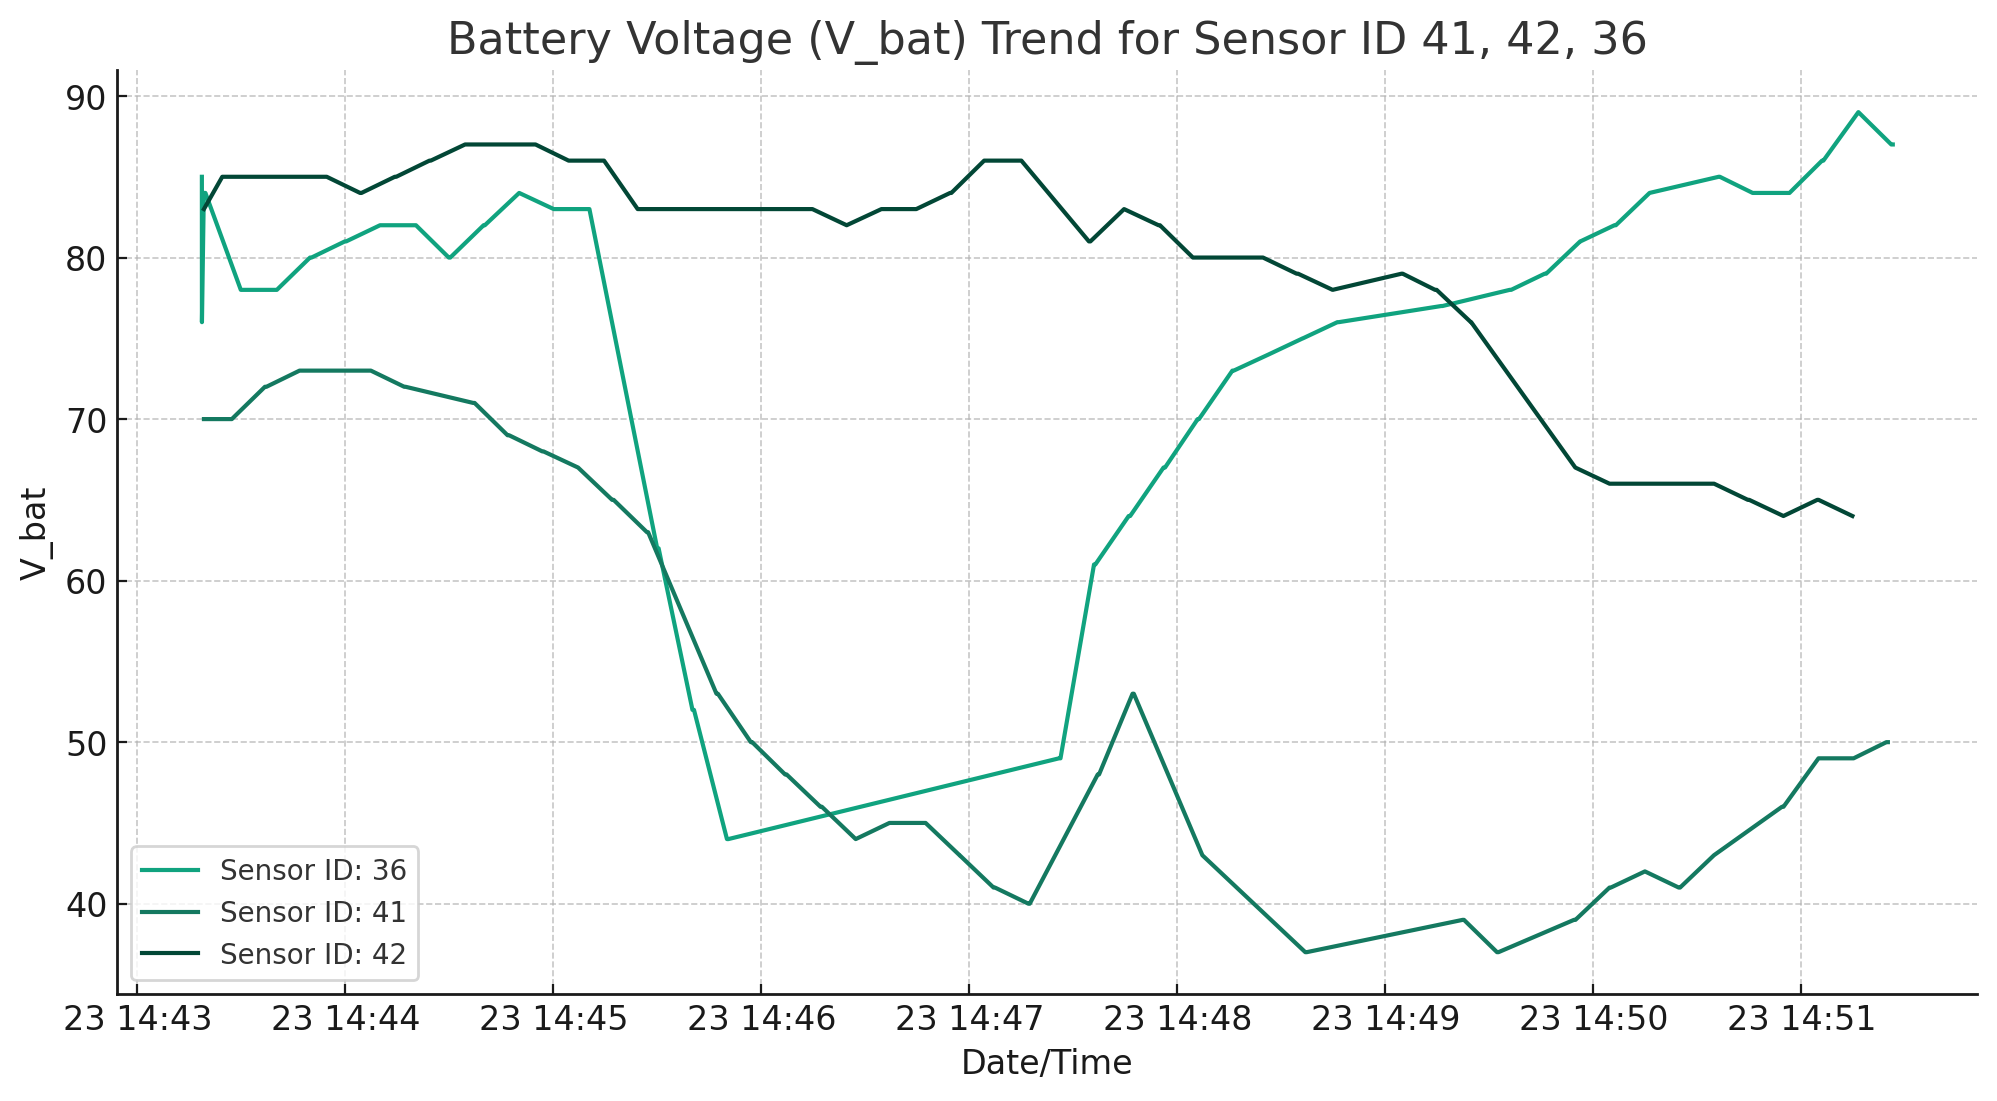 Battery Voltage (V_bat) Trend for Sensor ID 41, 42, 36
90
80
70
60
50
40
V_bat
Sensor ID: 36
Sensor ID: 41
Sensor ID: 42
23 14:43 23 14:44 23 14:45 23 14:46 23 14:47 23 14:48 23 14:49 23 14:50 23 14:51
Date/Time